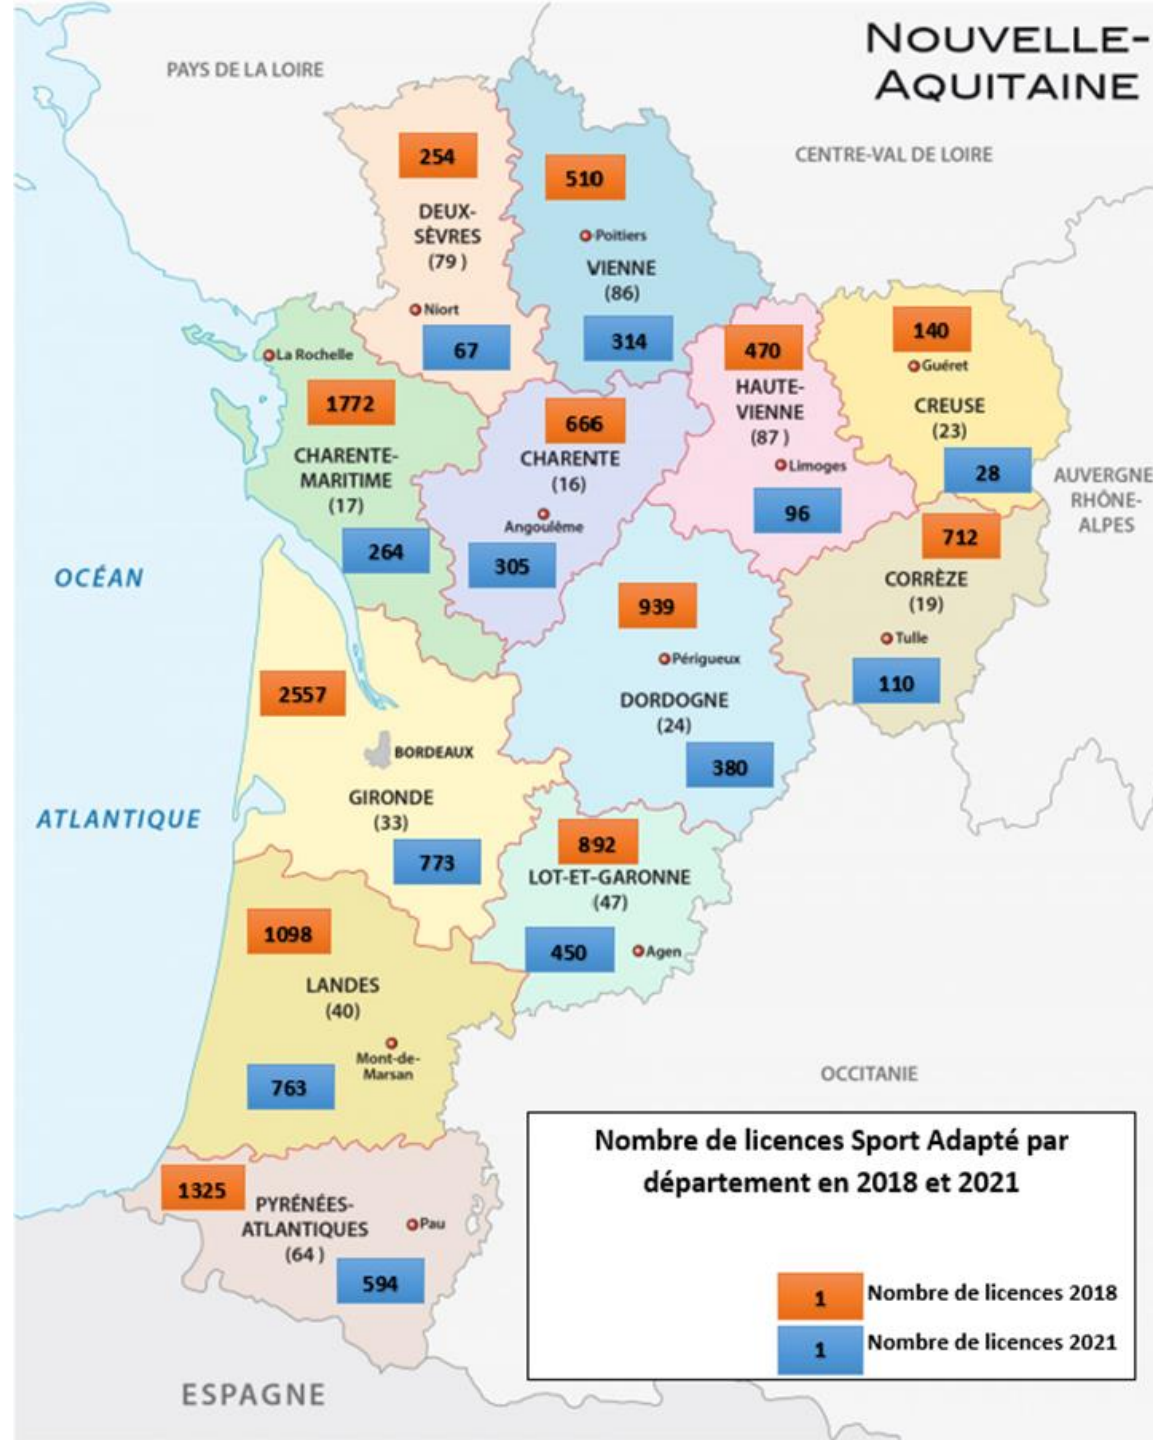 NOUVELLE-
AQUITAINE
PAYS DE LA LOIRE
CENTRE-VAL DE LOIRE
254
510
DEUX-
SÈVRES
(79 )
Poitiers
VIENNE
(86)
Niort
67
314
470
140
La Rochelle
Guéret
1772
666
HAUTE-
VIENNE
(87 )
CREUSE
(23)
CHARENTE-
MARITIME
(17)
CHARENTE
(16)
Limoges
28
AUVERGNE
RHÔNE-
ALPES
Angoulême
96
712
264
305
OCÉAN
CORRÈZE
(19)
939
Tulle
Périgueux
110
2557
DORDOGNE
(24)
BORDEAUX
380
GIRONDE
(33)
ATLANTIQUE
773
892
LOT-ET-GARONNE
(47)
1098
450
Agen
LANDES
(40)
Mont-de-
Marsan
763
OCCITANIE
1325
PYRÉNÉES-
ATLANTIQUES
(64 )
Pau
594
ESPAGNE
Nombre de licences Sport Adapté par
département en 2018 et 2021
1 Nombre de licences 2018
1 Nombre de licences 2021